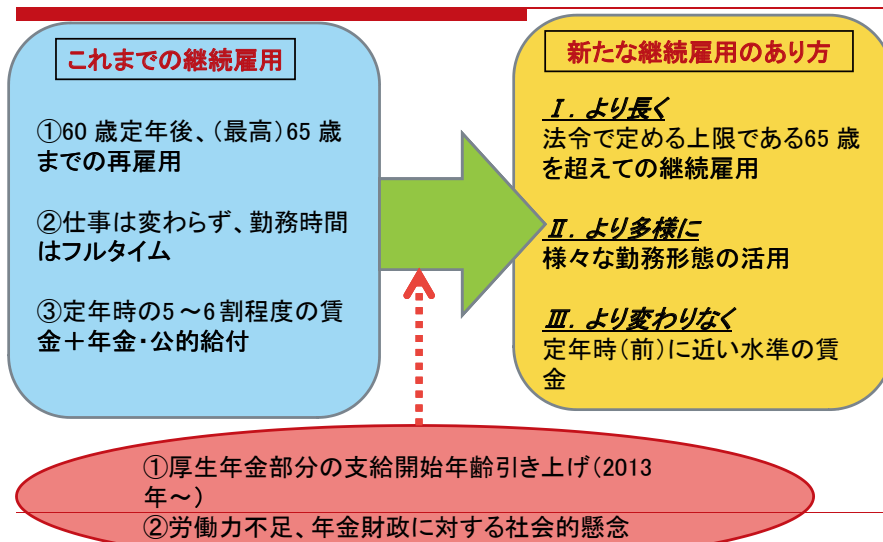 これまでの継続雇用
①60 歳定年後、（最高）65 歳
までの再雇用
②仕事は変わらず、勤務時間
はフルタイム
③定年時の5～6割程度の賃
金＋年金・公的給付
新たな継続雇用のあり方
Ⅰ. より長く
法令で定める上限である65 歳
を超えての継続雇用
Ⅱ. より多様に
様々な勤務形態の活用
Ⅲ. より変わりなく
定年時（前）に近い水準の賃
金
①厚生年金部分の支給開始年齢引き上げ（2013
年～）
②労働力不足、年金財政に対する社会的懸念